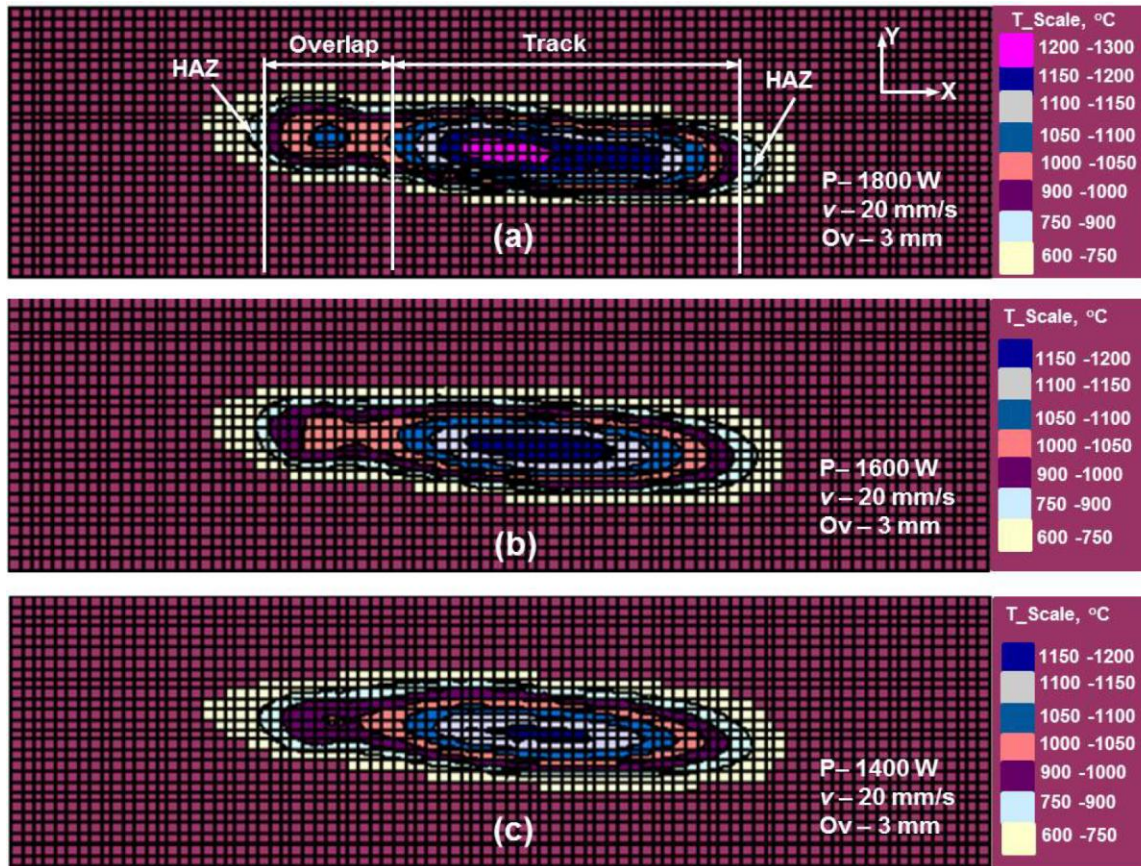 Overlap
Track
HAZ
HAZ
Y
X
P– 1800 W
v – 20 mm/s
Ov – 3 mm
(a)
T_Scale, °C
1200 -1300
1150 -1200
1100 -1150
1050 -1100
1000 -1050
900 -1000
750 -900
600 -750
P– 1600 W
v – 20 mm/s
Ov – 3 mm
(b)
T_Scale, °C
1150 -1200
1100 -1150
1050 -1100
1000 -1050
900 -1000
750 -900
600 -750
P– 1400 W
v – 20 mm/s
Ov – 3 mm
(c)
T_Scale, °C
1150 -1200
1100 -1150
1050 -1100
1000 -1050
900 -1000
750 -900
600 -750